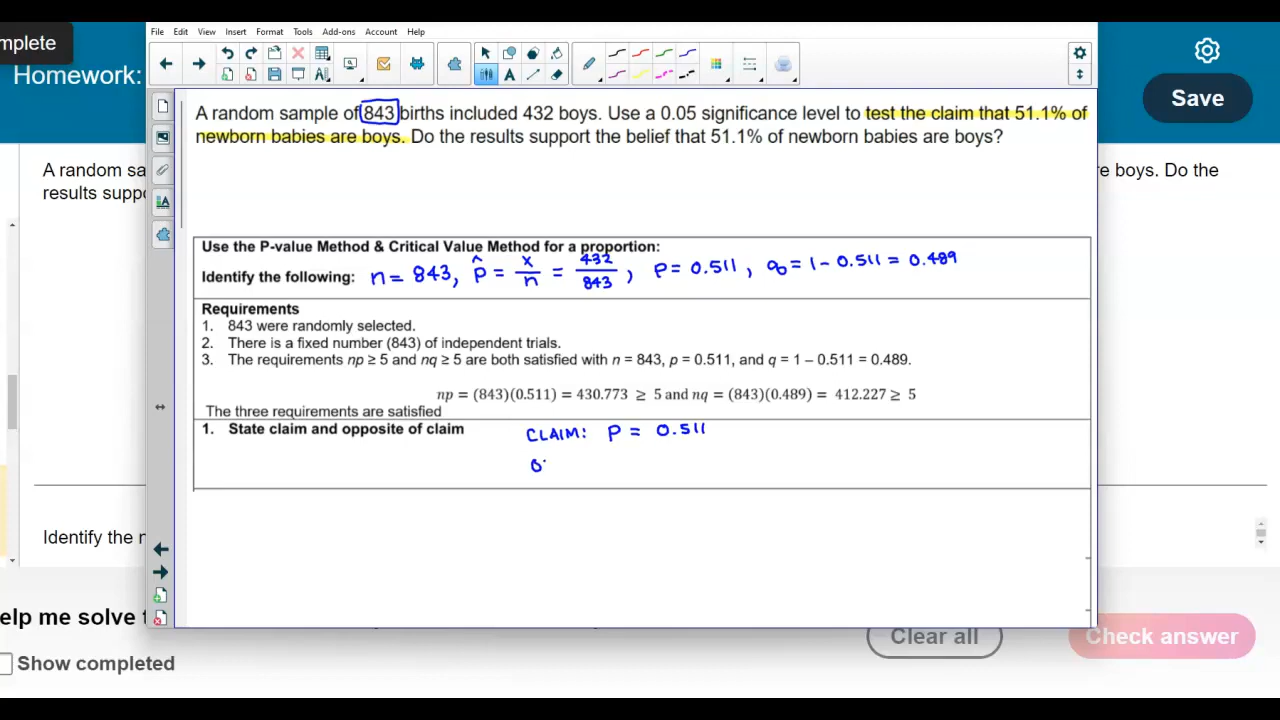 mplete
Homework:
Save
File Edit View Insert Format Tools Add-ons Account Help
A random sample of 843 births included 432 boys. Use a 0.05 significance level to test the claim that 51.1% of
newborn babies are boys. Do the results support the belief that 51.1% of newborn babies are boys?
A random sa
results supp
e boys. Do the
Use the P-value Method & Critical Value Method for a proportion:
Identify the following: n = 843, p̂ = x/n = 432/843, p = 0.511, q = 1 - 0.511 = 0.489
Requirements
1. 843 were randomly selected.
2. There is a fixed number (843) of independent trials.
3. The requirements np ≥ 5 and nq ≥ 5 are both satisfied with n = 843, p = 0.511, and q = 1 – 0.511 = 0.489.
np = (843)(0.511) = 430.773 ≥ 5 and nq = (843)(0.489) = 412.227 ≥ 5
The three requirements are satisfied
1. State claim and opposite of claim
CLAIM: P = 0.511
Identify the n
elp me solve t
Clear all
Check answer
Show completed